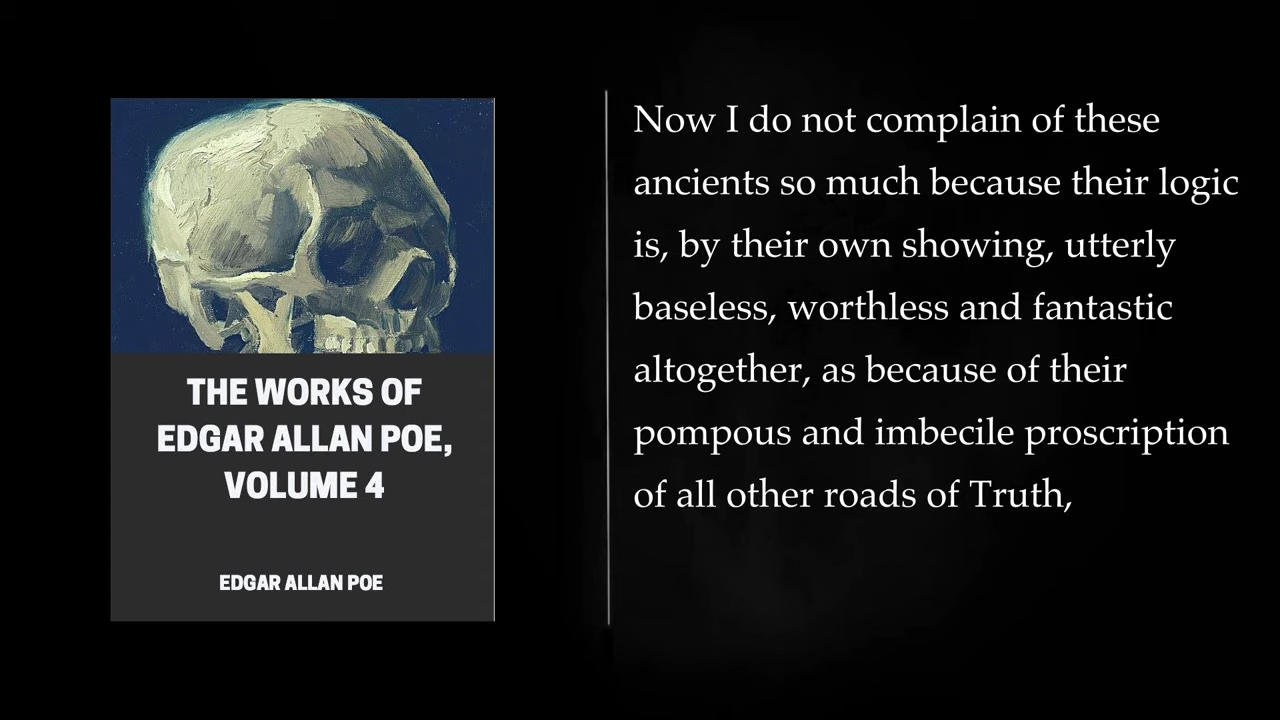 THE WORKS OF
EDGAR ALLAN POE,
VOLUME 4
EDGAR ALLAN POE
Now I do not complain of these
ancients so much because their logic
is, by their own showing, utterly
baseless, worthless and fantastic
altogether, as because of their
pompous and imbecile proscription
of all other roads of Truth,